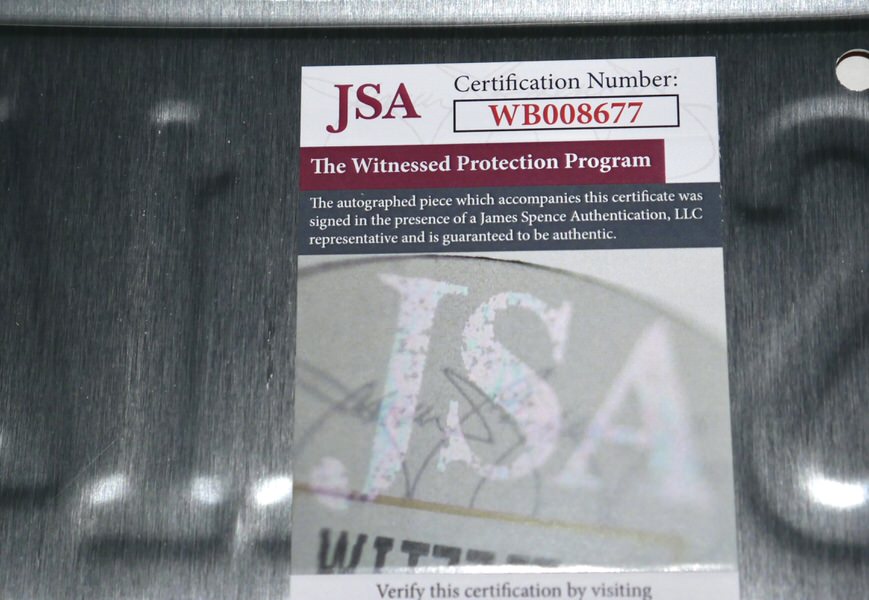 JSA
Certification Number:
WB008677
The Witnessed Protection Program
The autographed piece which accompanies this certificate was
signed in the presence of a James Spence Authentication, LLC
representative and is guaranteed to be authentic.
JSA
Verify this certification by visiting